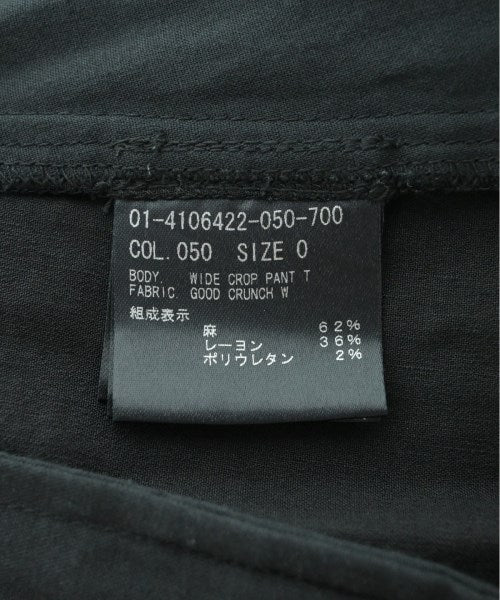 01-4106422-050-700
COL. 050 SIZE 0
BODY. WIDE CROP PANT T
FABRIC GOOD CRUNCH W
組成表示
麻 62%
レーヨン 36%
ポリウレタン 2%